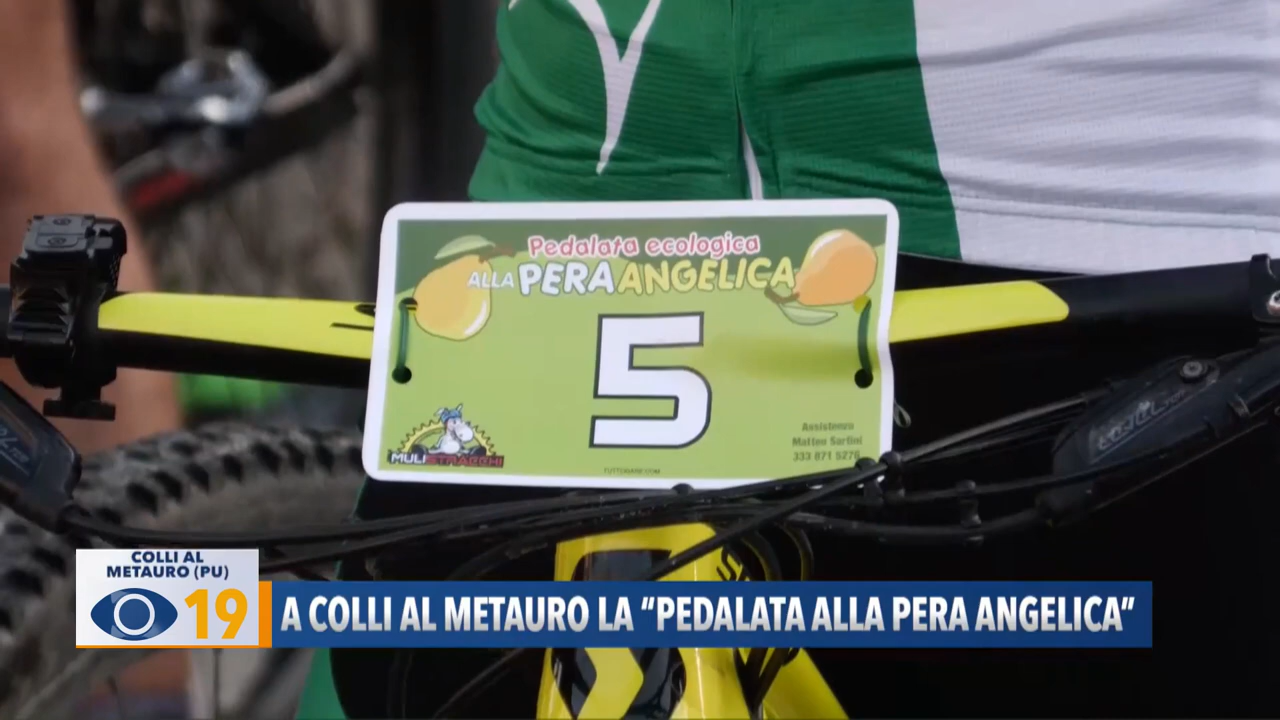 Pedalata ecologica
ALLA PERA ANGELICA
5
MULISTRACCHI
Assistenza
Matteo Sartini
333 871 5276
COLLI AL
METAURO (PU)
19
A COLLI AL METAURO LA "PEDALATA ALLA PERA ANGELICA"